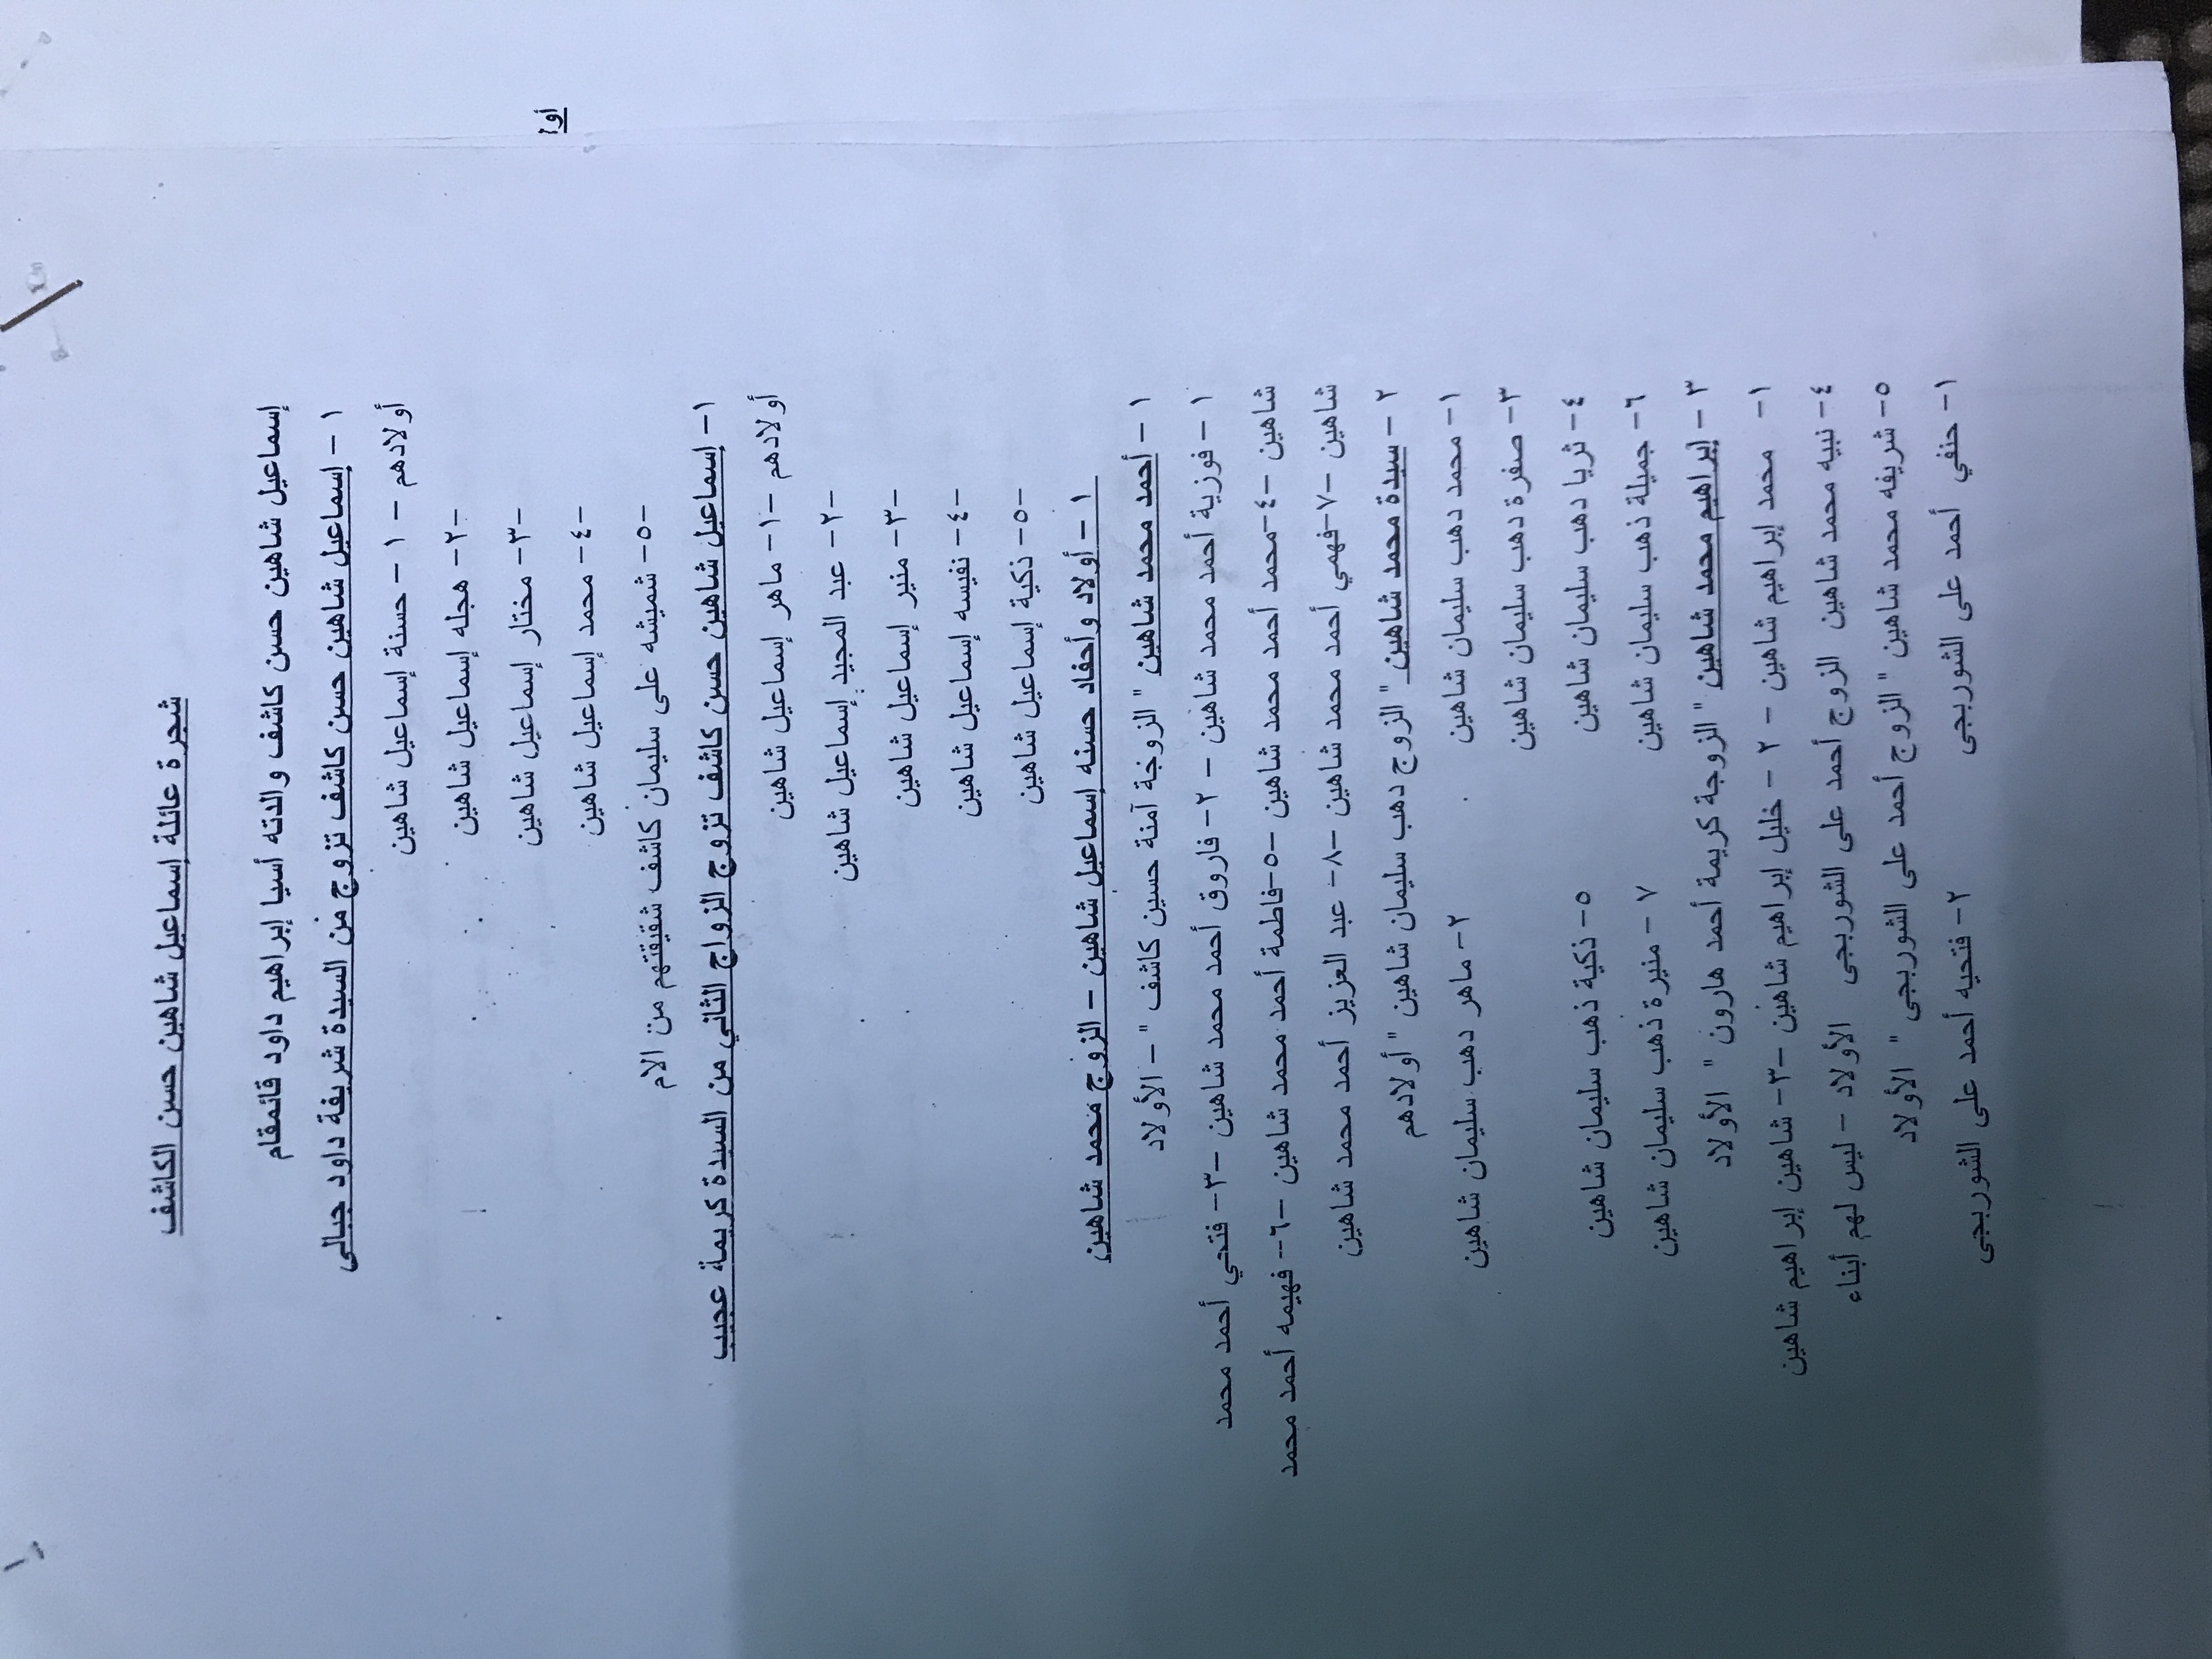 شجرة عائلة إسماعيل شاهين حسن الكاشف
إسماعيل شاهين حسن كاشف والدته أسيا إبراهيم داود قائمقام
١ – إسماعيل شاهين حسن كاشف تزوج من السيدة شريفة داود جبالى
أولادهم – ١ – حسنة إسماعيل شاهين
–٢– هجله إسماعيل شاهين
–٣– مختار إسماعيل شاهين
–٤– محمد إسماعيل شاهين
–٥– شميشه على سليمان كاشف شقيقتهم من الام
١– إسماعيل شاهين حسن كاشف تزوج الزواج الثاني من السيدة كريمة عجيب
أولادهم –١– ماهر إسماعيل شاهين
–٢– عبد المجيد إسماعيل شاهين
–٣– منير إسماعيل شاهين
–٤– نفيسه إسماعيل شاهين
–٥– ذكية إسماعيل شاهين
١ – أولاد وأحفاد حسنه إسماعيل شاهين – الزوج محمد شاهين
١ – أحمد محمد شاهين " الزوجة آمنة حسين كاشف " – الأولاد
١ – فوزية أحمد محمد شاهين – ٢– فاروق أحمد محمد شاهين –٣– فتحي أحمد محمد
شاهين –٤–محمد أحمد محمد شاهين –٥–فاطمة أحمد محمد شاهين –٦–- فهيمه أحمد محمد
شاهين –٧–فهمي أحمد محمد شاهين –٨– عبد العزيز أحمد محمد شاهين
٢ – سيدة محمد شاهين " الزوج دهب سليمان شاهين " أولادهم
١– محمد دهب سليمان شاهين ٢– ماهر دهب سليمان شاهين
٣– صفرة دهب سليمان شاهين
٤– ثريا دهب سليمان شاهين ٥– ذكية ذهب سليمان شاهين
٦– جميلة ذهب سليمان شاهين ٧ – منيرة ذهب سليمان شاهين
٣ – إبراهيم محمد شاهين " الزوجة كريمة أحمد هارون " الأولاد
١– محمد إبراهيم شاهين – ٢ – خليل إبراهيم شاهين –٣– شاهين إبراهيم شاهين
٤– نبيه محمد شاهين الزوج أحمد على الشوربجى الأولاد – ليس لهم أبناء
٥– شريفه محمد شاهين " الزوج أحمد على الشوربجى " الأولاد
١– حنفي أحمد على الشوربجى ٢– فتحيه أحمد على الشوربجى